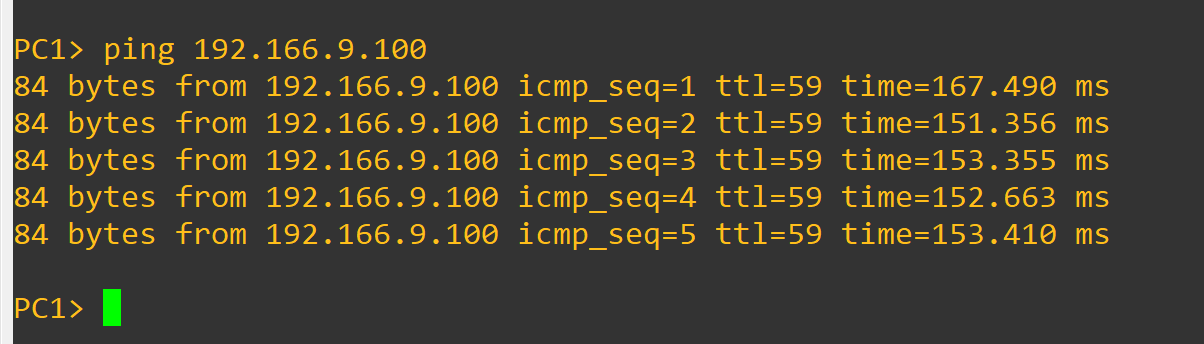 PC1> ping 192.166.9.100
84 bytes from 192.166.9.100 icmp_seq=1 ttl=59 time=167.490 ms
84 bytes from 192.166.9.100 icmp_seq=2 ttl=59 time=151.356 ms
84 bytes from 192.166.9.100 icmp_seq=3 ttl=59 time=153.355 ms
84 bytes from 192.166.9.100 icmp_seq=4 ttl=59 time=152.663 ms
84 bytes from 192.166.9.100 icmp_seq=5 ttl=59 time=153.410 ms
PC1>